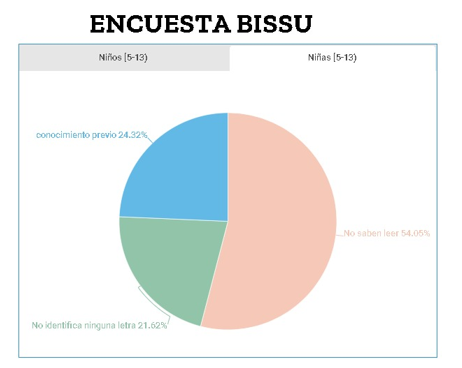 ENCUESTA BISSU
Niños [5-13)
Niñas [5-13)
conocimiento previo 24.32%
No saben leer 54.05%
No identifica ninguna letra 21.62%